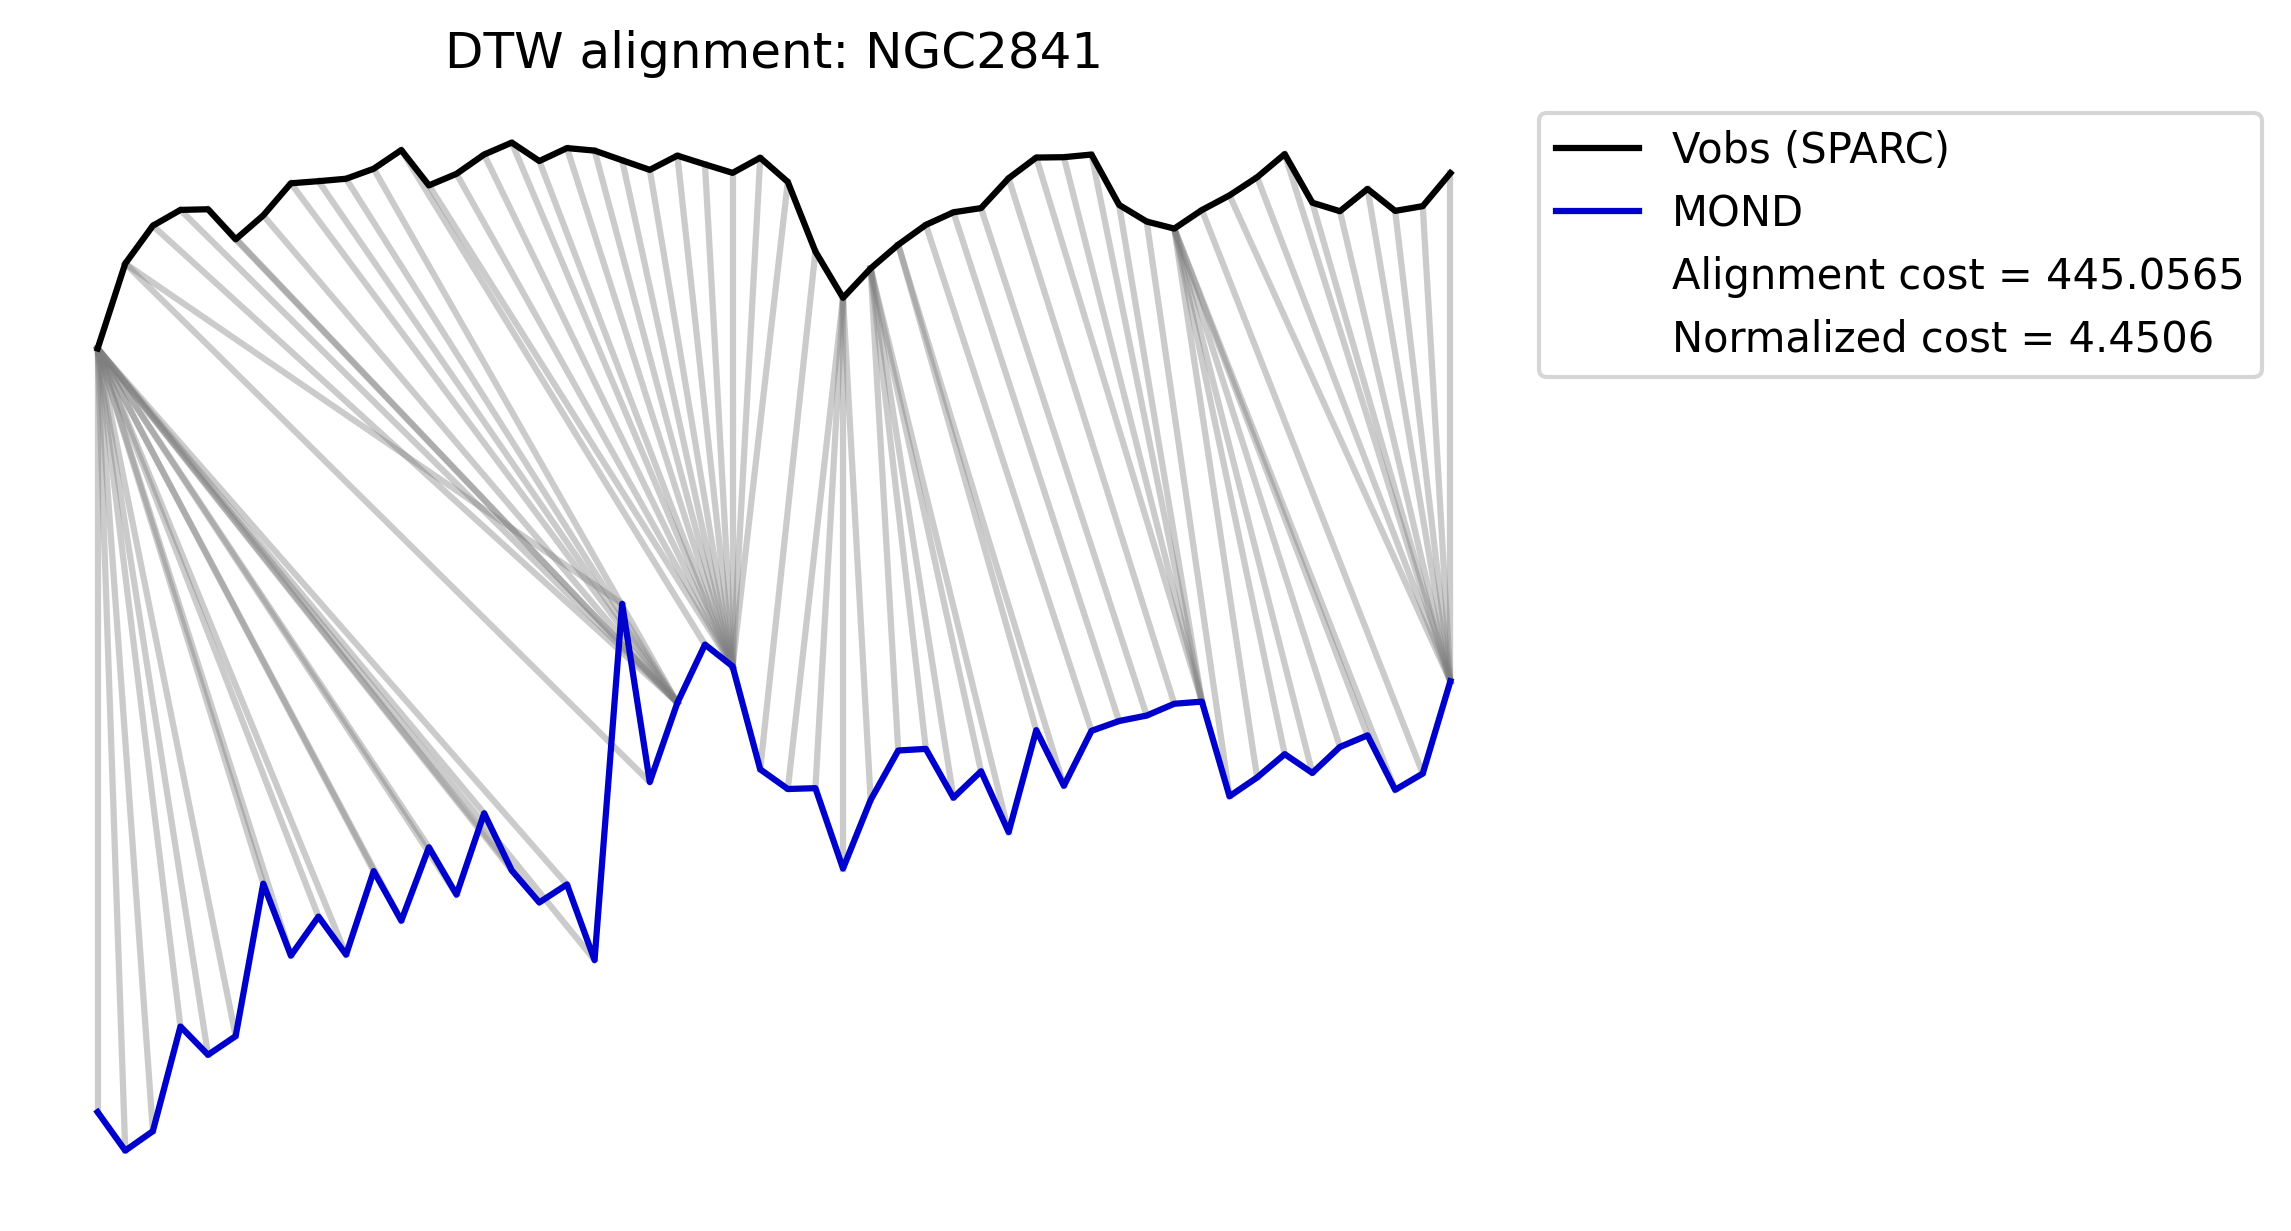 DTW alignment: NGC2841
Vobs (SPARC)
MOND
Alignment cost = 445.0565
Normalized cost = 4.4506